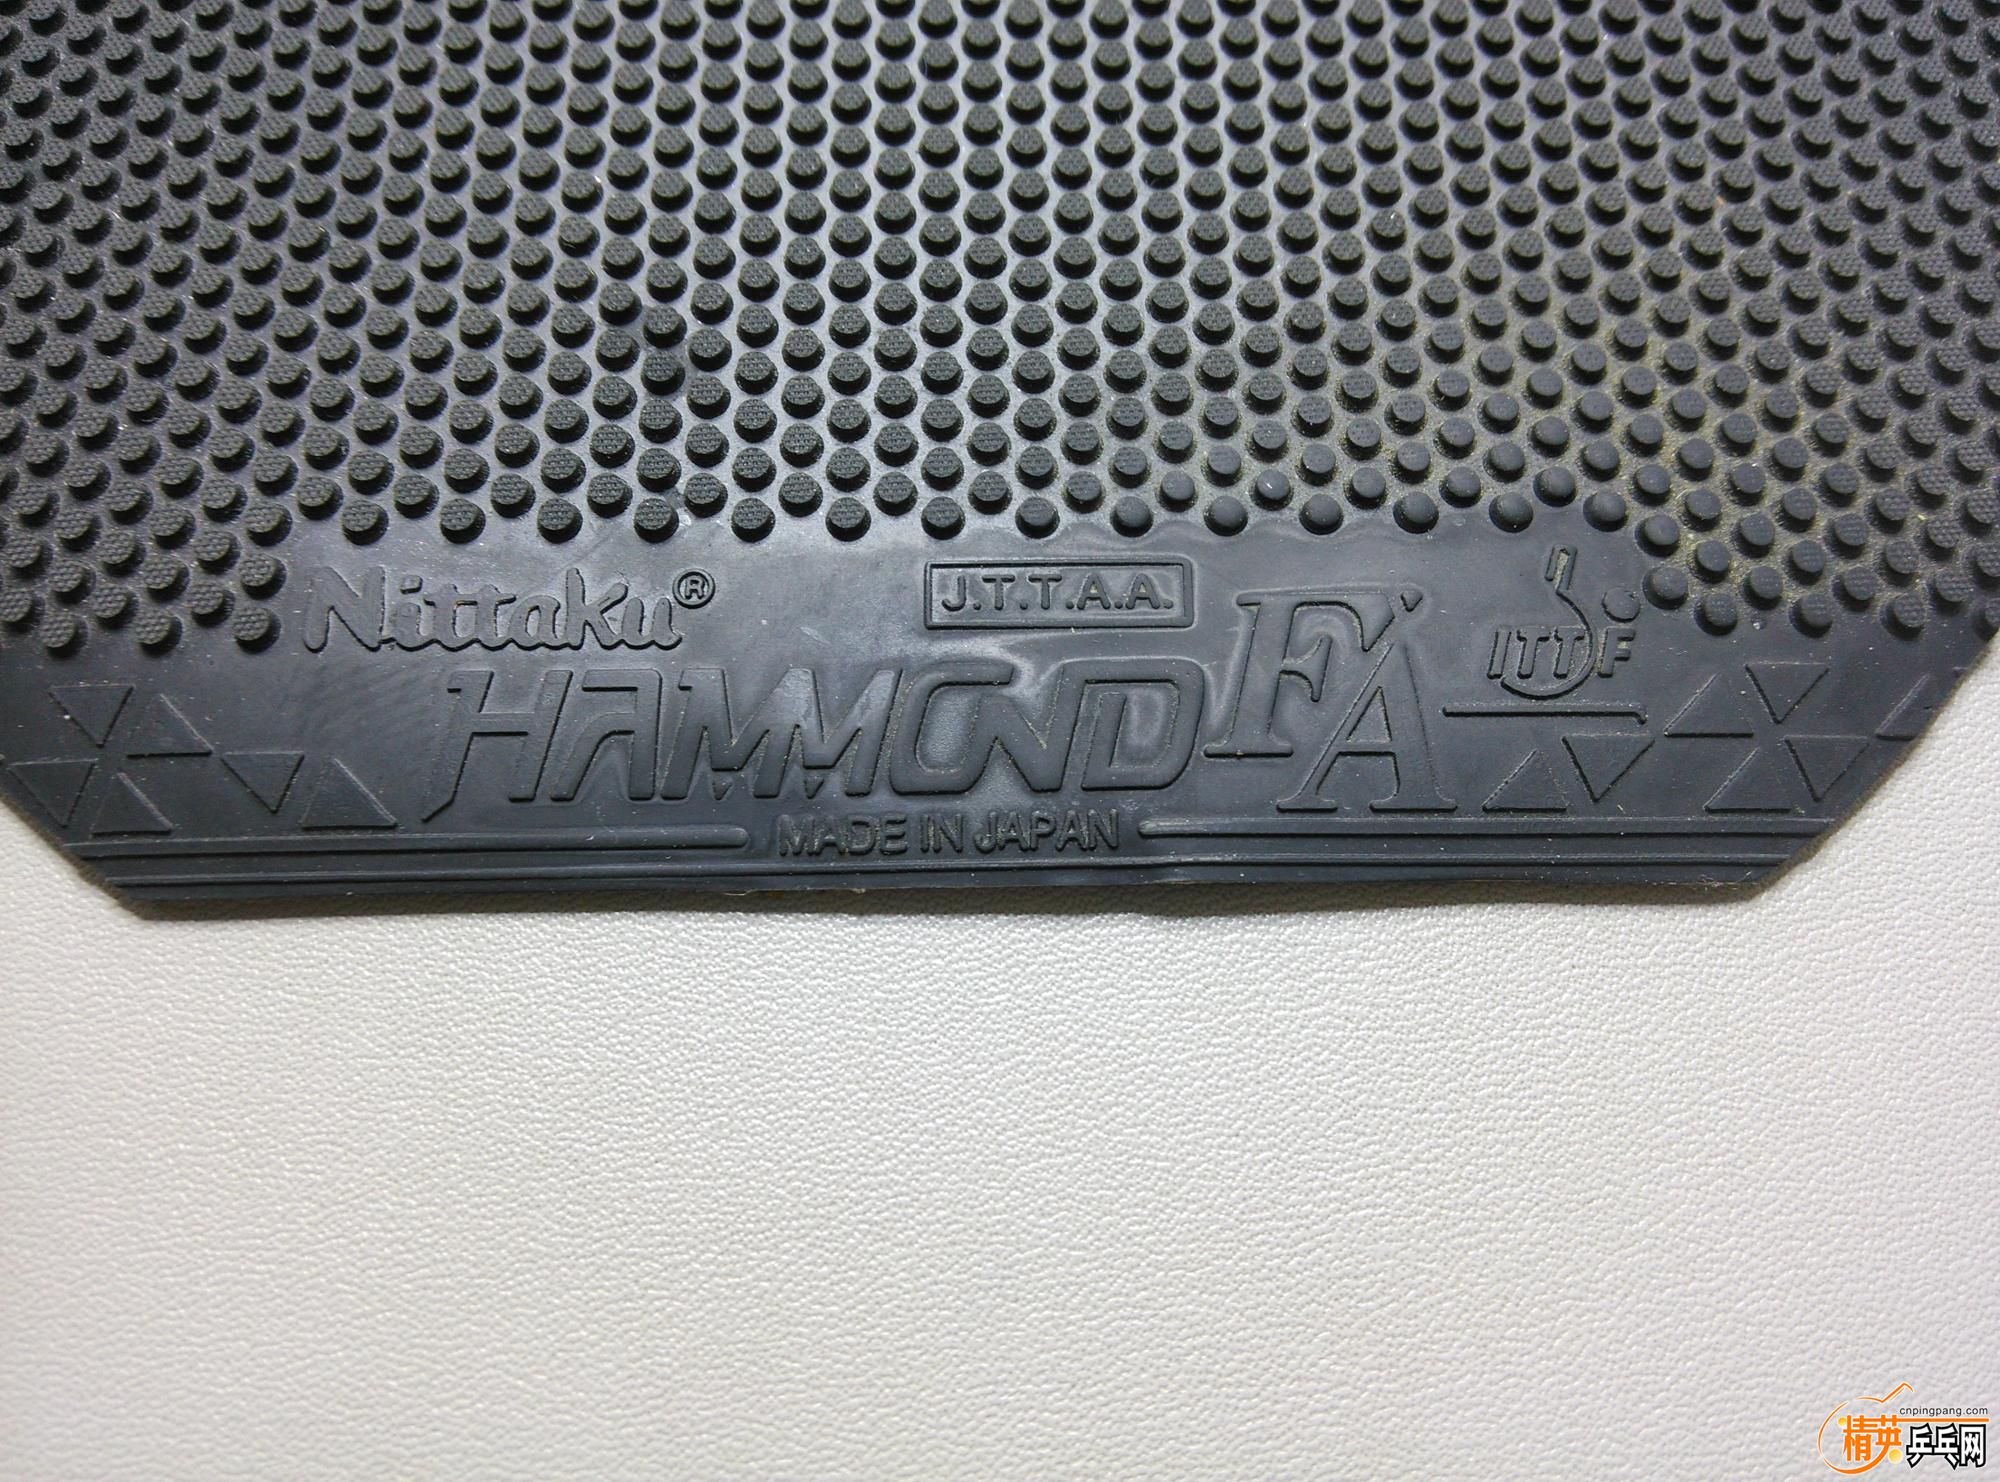 Nittaku®
J.T.T.A.A.
HAMMOND FA
ITTF
MADE IN JAPAN
cnpingpang.com
精英乒乓网